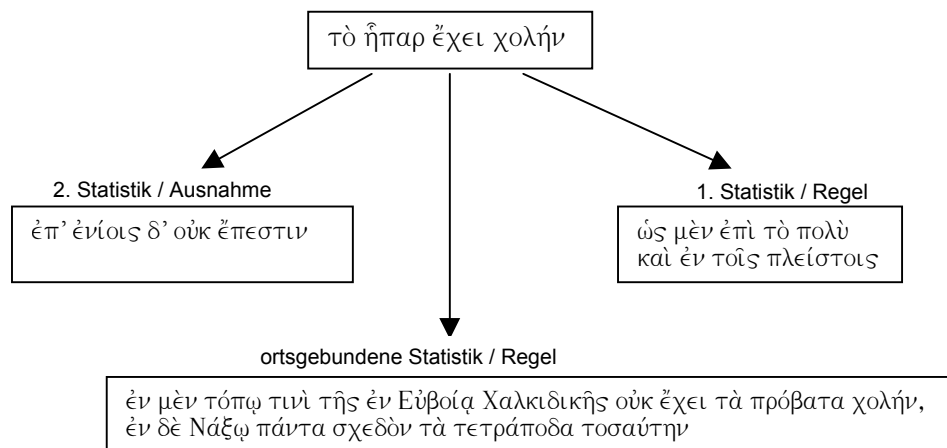 τὸ ἧπαρ ἔχει χολήν
2. Statistik / Ausnahme
ἐπ’ ἐνίοις δ’ οὐκ ἔπεστιν
1. Statistik / Regel
ὡς μὲν ἐπὶ τὸ πολὺ
καὶ ἐν τοῖς πλείστοις
ortsgebundene Statistik / Regel
ἐν μὲν τόπῳ τινὶ τῆς ἐν Εὐβοίᾳ Χαλκιδικῆς οὐκ ἔχει τὰ πρόβατα χολήν,
ἐν δὲ Νάξῳ πάντα σχεδὸν τὰ τετράποδα τοσαύτην